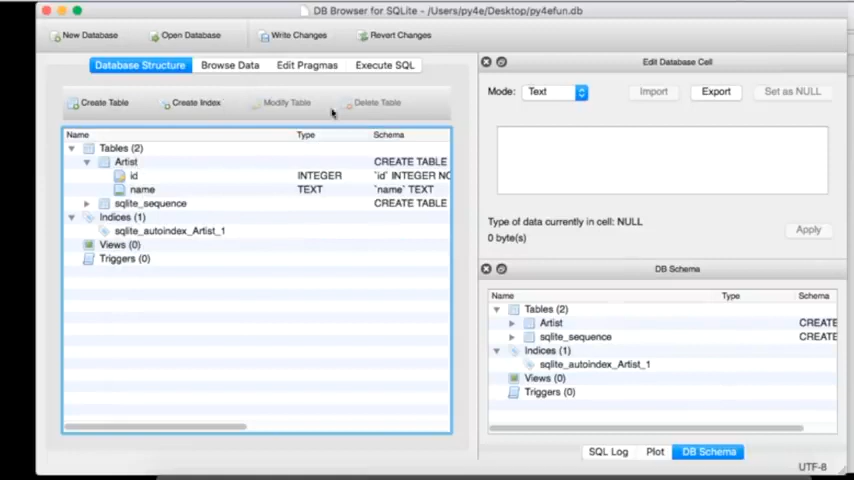 DB Browser for SQLite - /Users/py4e/Desktop/py4efun.db
New Database Open Database Write Changes Revert Changes
Database Structure Browse Data Edit Pragmas Execute SQL
Create Table Create Index Modify Table Delete Table
Name Type Schema
Tables (2)
Artist CREATE TABLE
id INTEGER `id` INTEGER NO
name TEXT `name` TEXT
sqlite_sequence CREATE TABLE
Indices (1)
sqlite_autoindex_Artist_1
Views (0)
Triggers (0)
Edit Database Cell
Mode: Text Import Export Set as NULL
Type of data currently in cell: NULL
0 byte(s)
Apply
DB Schema
Name Type Schema
Tables (2)
Artist CREATE
sqlite_sequence CREATE
Indices (1)
sqlite_autoindex_Artist_1
Views (0)
Triggers (0)
SQL Log Plot DB Schema
UTF-8